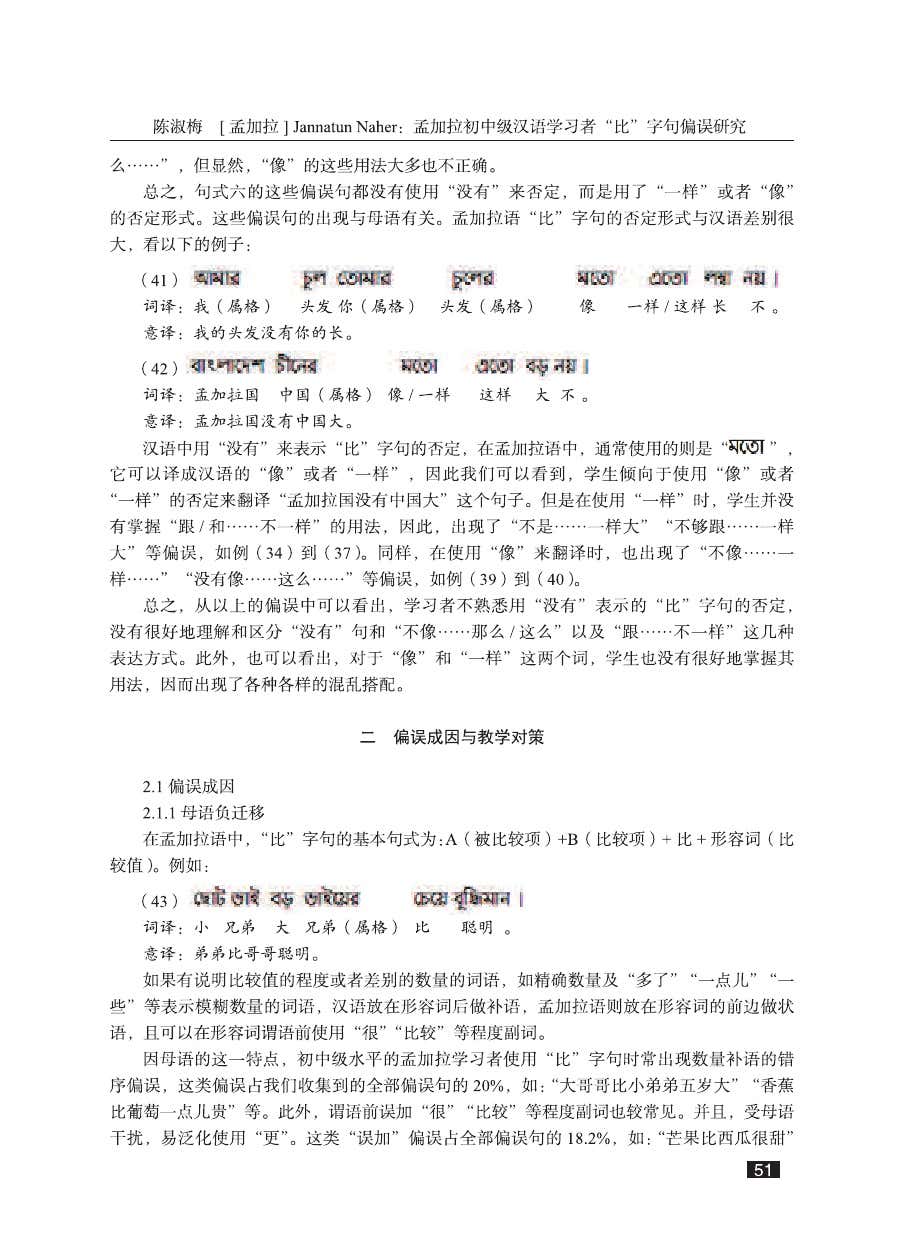 陈淑梅　[ 孟加拉 ] Jannatun Naher：孟加拉初中级汉语学习者“比”字句偏误研究
么……”，但显然，“像”的这些用法大多也不正确。
总之，句式六的这些偏误句都没有使用“没有”来否定，而是用了“一样”或者“像”
的否定形式。这些偏误句的出现与母语有关。孟加拉语“比”字句的否定形式与汉语差别很
大，看以下的例子：
（41）আমার চুল তোমার চুলের মতো এতো লম্বা নয় ।
词译：我（属格） 头发 你（属格） 头发（属格） 像 一样 / 这样 长 不 。
意译：我的头发没有你的长。
（42）বাংলাদেশ চীনের মতো এতো বড় নয় ।
词译：孟加拉国 中国（属格） 像 / 一样 这样 大 不 。
意译：孟加拉国没有中国大。
汉语中用“没有”来表示“比”字句的否定，在孟加拉语中，通常使用的则是“মতো”，
它可以译成汉语的“像”或者“一样”，因此我们可以看到，学生倾向于使用“像”或者
“一样”的否定来翻译“孟加拉国没有中国大”这个句子。但是在使用“一样”时，学生并没
有掌握“跟 / 和……不一样”的用法，因此，出现了“不是……一样大”“不够跟……一样
大”等偏误，如例（34）到（37）。同样，在使用“像”来翻译时，也出现了“不像……一
样……”“没有像……这么……”等偏误，如例（39）到（40）。
总之，从以上的偏误中可以看出，学习者不熟悉用“没有”表示的“比”字句的否定，
没有很好地理解和区分“没有”句和“不像……那么 / 这么”以及“跟……不一样”这几种
表达方式。此外，也可以看出，对于“像”和“一样”这两个词，学生也没有很好地掌握其
用法，因而出现了各种各样的混乱搭配。
二　偏误成因与教学对策
2.1 偏误成因
2.1.1 母语负迁移
在孟加拉语中，“比”字句的基本句式为：A（被比较项）+B（比较项）+ 比 + 形容词（比
较值）。例如：
（43）ছোট ভাই বড় ভাইয়ের চেয়ে বুদ্ধিমান ।
词译：小 兄弟 大 兄弟（属格） 比 聪明 。
意译：弟弟比哥哥聪明。
如果有说明比较值的程度或者差别的数量的词语，如精确数量及“多了”“一点儿”“一
些”等表示模糊数量的词语，汉语放在形容词后做补语，孟加拉语则放在形容词的前边做状
语，且可以在形容词谓语前使用“很”“比较”等程度副词。
因母语的这一特点，初中级水平的孟加拉学习者使用“比”字句时常出现数量补语的错
序偏误，这类偏误占我们收集到的全部偏误句的 20%，如：“大哥哥比小弟弟五岁大”“香蕉
比葡萄一点儿贵”等。此外，谓语前误加“很”“比较”等程度副词也较常见。并且，受母语
干扰，易泛化使用“更”。这类“误加”偏误占全部偏误句的 18.2%，如：“芒果比西瓜很甜”
51